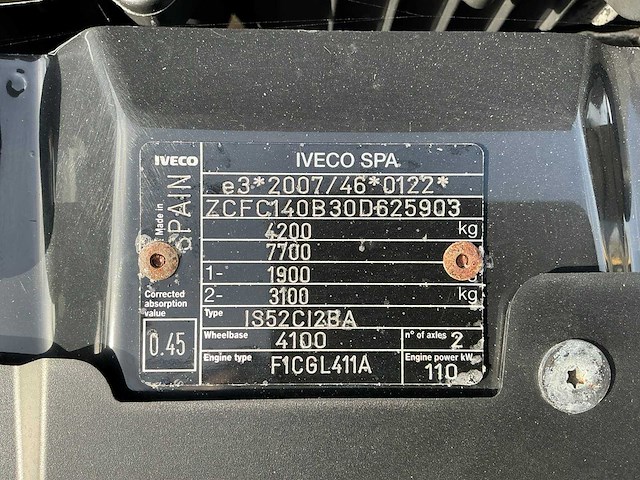 IVECO
IVECO SPA
Made in SPAIN
e3*2007/46*0122*
ZCFC140B30D625903
4200 kg
7700
1- 1900
2- 3100 kg
Corrected
absorption
value
0.45
Type IS52CI2BA
Wheelbase 4100
n° of axles 2
Engine type F1CGL411A
Engine power kW
110